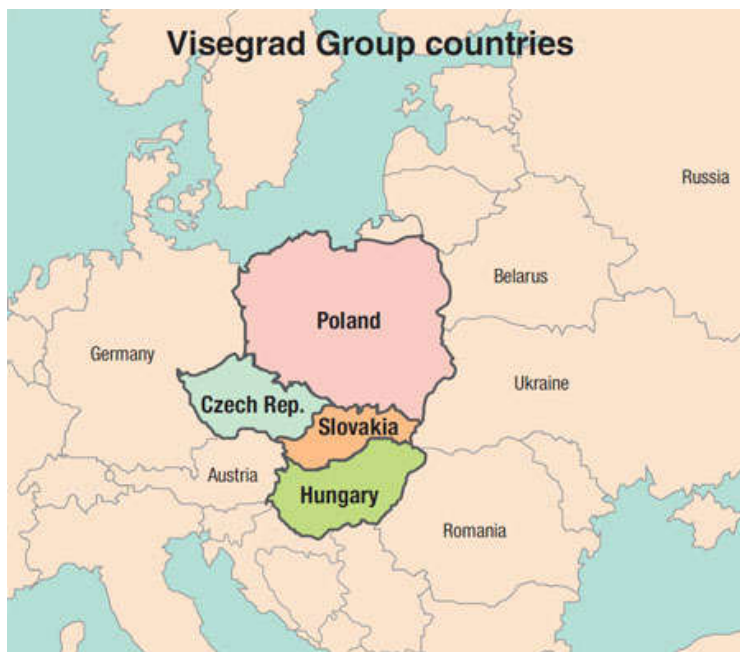 Visegrad Group countries
Russia
Belarus
Poland
Germany
Ukraine
Czech Rep.
Slovakia
Austria
Hungary
Romania